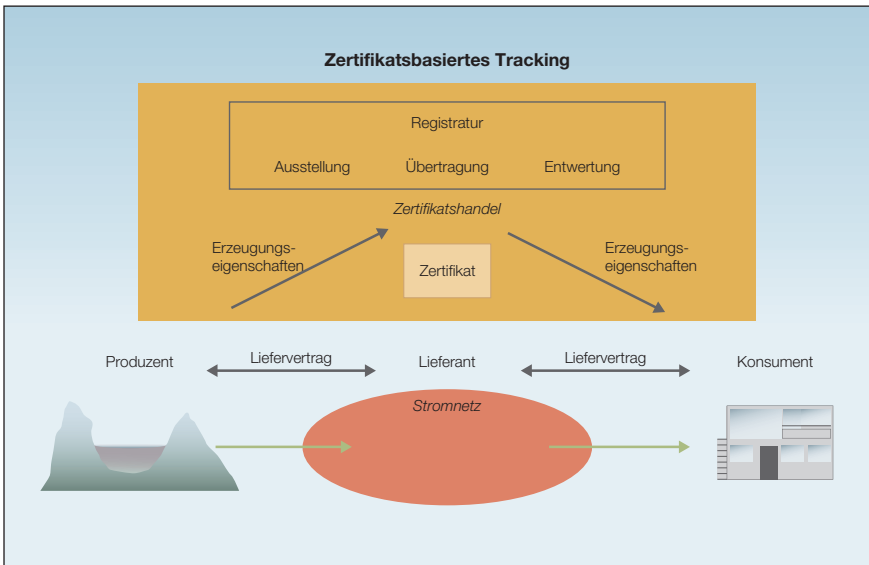 Zertifikatsbasiertes Tracking
Registratur
Ausstellung Übertragung Entwertung
Zertifikatshandel
Erzeugungs-
eigenschaften
Zertifikat
Erzeugungs-
eigenschaften
Produzent Liefervertrag Lieferant Liefervertrag Konsument
Stromnetz